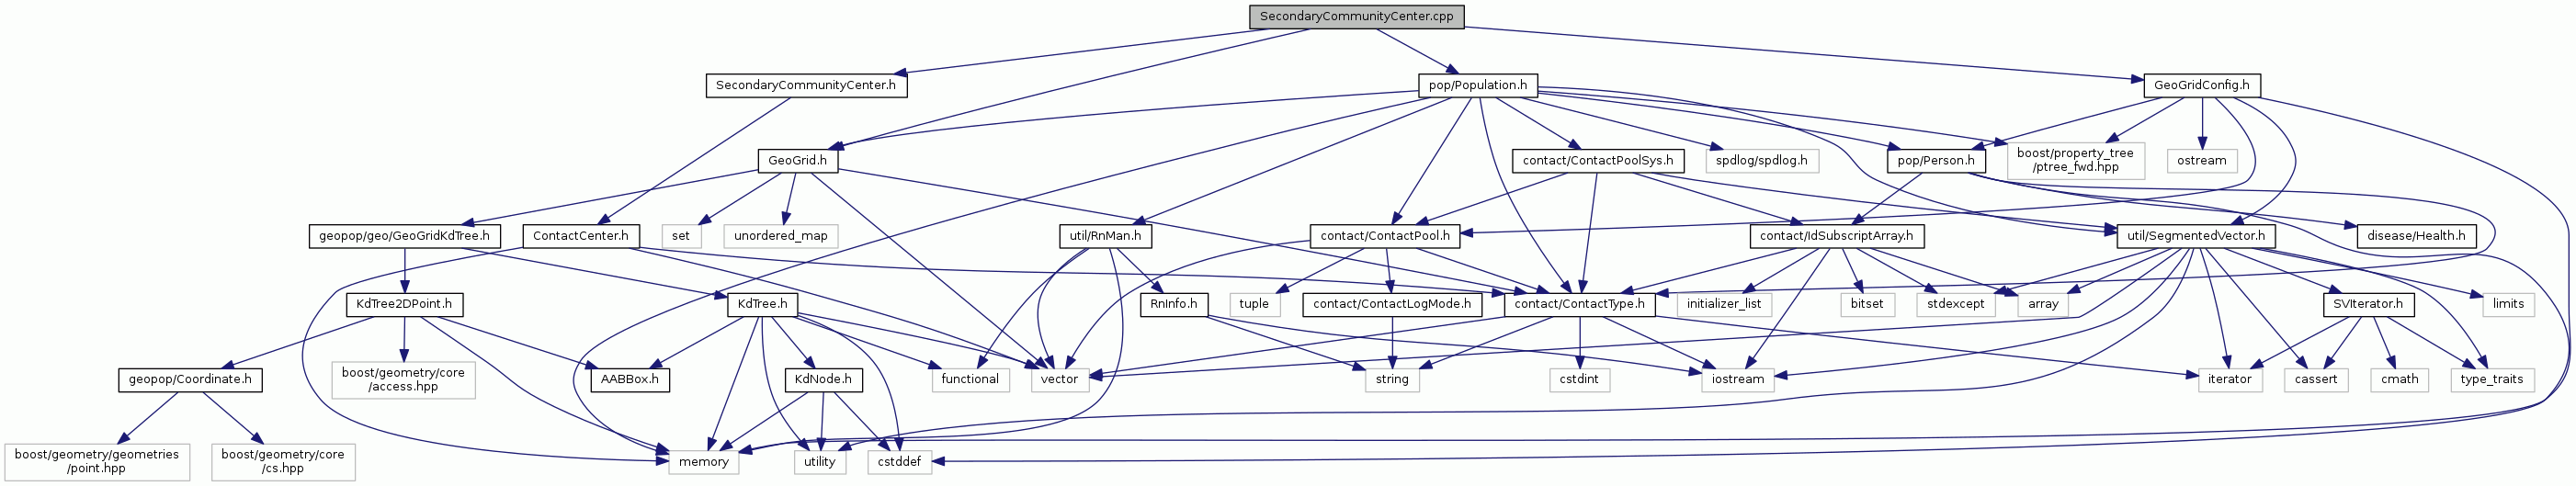 SecondaryCommunityCenter.cpp
SecondaryCommunityCenter.h
pop/Population.h
GeoGridConfig.h
GeoGrid.h
contact/ContactPoolSys.h
spdlog/spdlog.h
pop/Person.h
boost/property_tree
/ptree_fwd.hpp
ostream
geopop/geo/GeoGridKdTree.h
ContactCenter.h
set
unordered_map
util/RnMan.h
contact/ContactPool.h
contact/IdSubscriptArray.h
util/SegmentedVector.h
disease/Health.h
KdTree2DPoint.h
KdTree.h
RnInfo.h
tuple
contact/ContactLogMode.h
contact/ContactType.h
initializer_list
bitset
stdexcept
array
SVIterator.h
limits
geopop/Coordinate.h
boost/geometry/core
/access.hpp
AABBox.h
KdNode.h
functional
vector
string
cstdint
iostream
iterator
cassert
cmath
type_traits
boost/geometry/geometries
/point.hpp
boost/geometry/core
/cs.hpp
memory
utility
cstddef